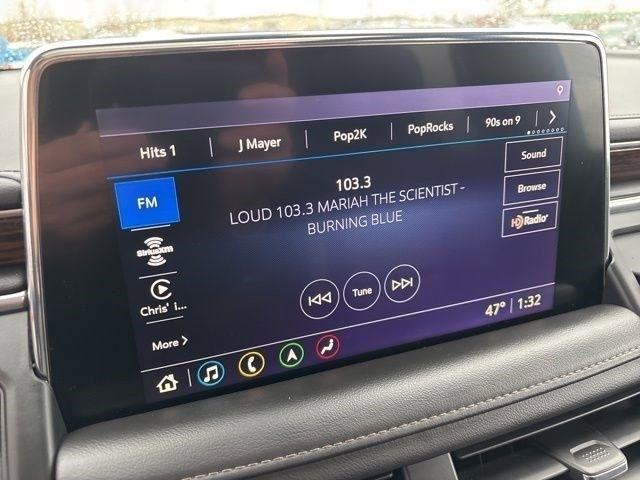 Hits 1
J Mayer
Pop2K
PopRocks
90s on 9
FM
103.3
LOUD 103.3 MARIAH THE SCIENTIST -
BURNING BLUE
Sound
Browse
HD Radio
SiriusXM
Chris' i...
Tune
More
47° 1:32